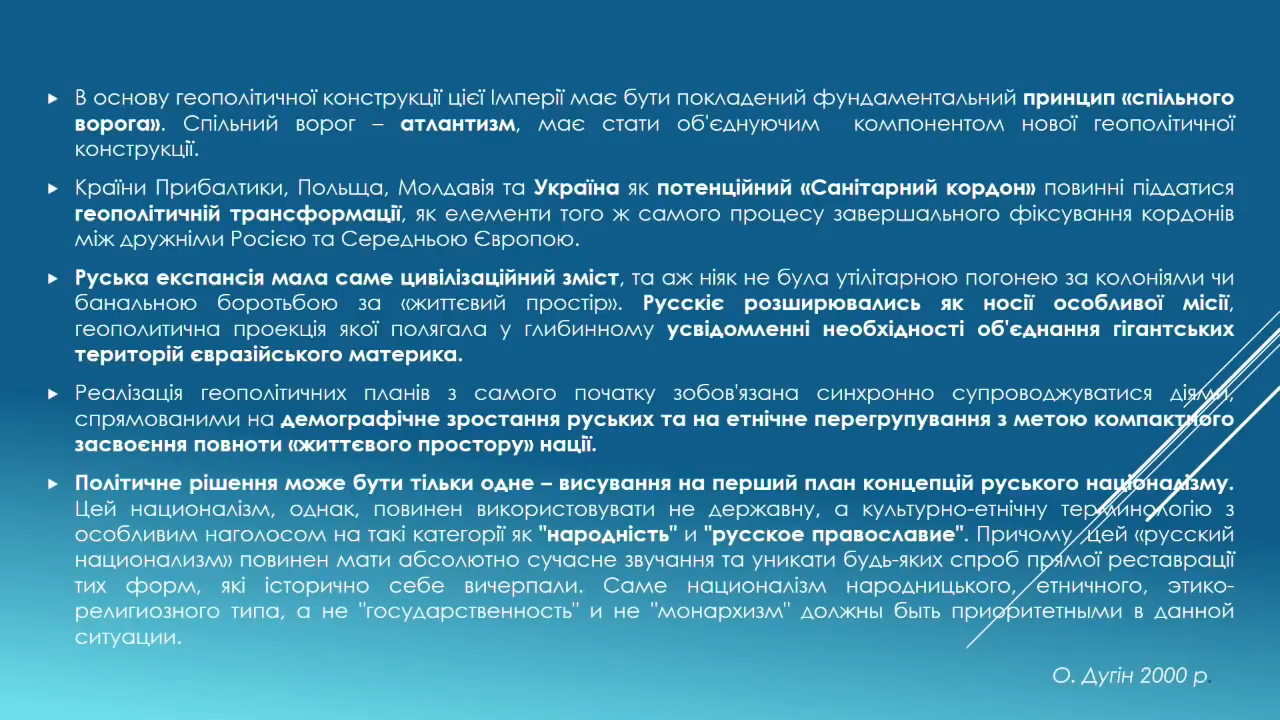 В основу геополітичної конструкції цієї Імперії має бути покладений фундаментальний принцип «спільного
ворога». Спільний ворог – атлантизм, має стати об'єднуючим компонентом нової геополітичної
конструкції.
Країни Прибалтики, Польща, Молдавія та Україна як потенційний «Санітарний кордон» повинні піддатися
геополітичній трансформації, як елементи того ж самого процесу завершального фіксування кордонів
між дружніми Росією та Середньою Європою.
Руська експансія мала саме цивілізаційний зміст, та аж ніяк не була утілітарною погонею за колоніями чи
банальною боротьбою за «життєвий простір». Русскіє розширювались як носії особливої місії,
геополитична проекція якої полягала у глибинному усвідомленні необхідності об'єднання гігантських
територій євразійського материка.
Реалізація геополітичних планів з самого початку зобов'язана синхронно супроводжуватися діями,
спрямованими на демографічне зростання руських та на етнічне перегрупування з метою компактного
засвоєння повноти «життєвого простору» нації.
Політичне рішення може бути тільки одне – висування на перший план концепцій руського націоналізму.
Цей націоналізм, однак, повинен використовувати не державну, а культурно-етнічну терминологію з
особливим наголосом на такі категорії як "народність" и "русское православие". Причому, цей «русский
национализм» повинен мати абсолютно сучасне звучання та уникати будь-яких спроб прямої реставрації
тих форм, які історично себе вичерпали. Саме націоналізм народницького, етничного, этико-
религиозного типа, а не "государственность" и не "монархизм" должны быть приоритетными в данной
ситуации.
О. Дугін 2000 р.